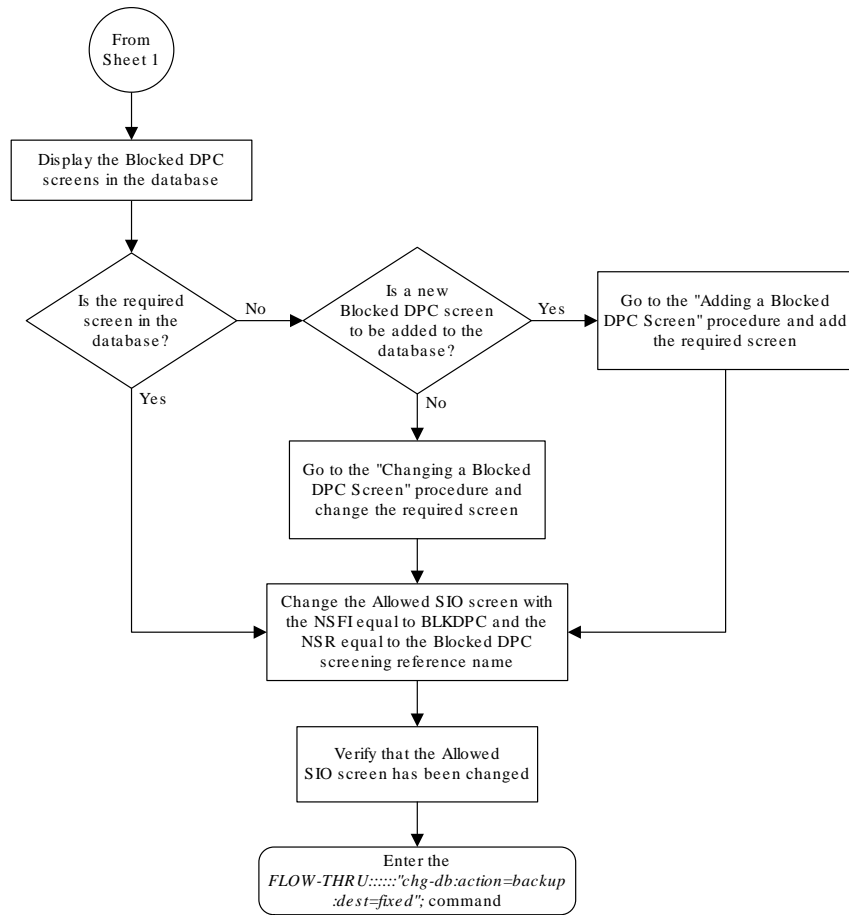 From
Sheet 1
Display the Blocked DPC
screens in the database
Is the required
screen in the
database?
No
Is a new
Blocked DPC screen
to be added to the
database?
Yes
Go to the "Adding a Blocked
DPC Screen" procedure and add
the required screen
Yes
No
Go to the "Changing a Blocked
DPC Screen" procedure and
change the required screen
Change the Allowed SIO screen with
the NSFI equal to BLKDPC and the
NSR equal to the Blocked DPC
screening reference name
Verify that the Allowed
SIO screen has been changed
Enter the
FLOW-THRU::::::"chg-db:action=backup
:dest=fixed"; command